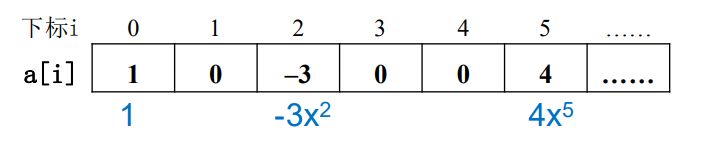 下标i 0 1 2 3 4 5 ……
a[i] 1 0 –3 0 0 4 ……
1 -3x² 4x⁵